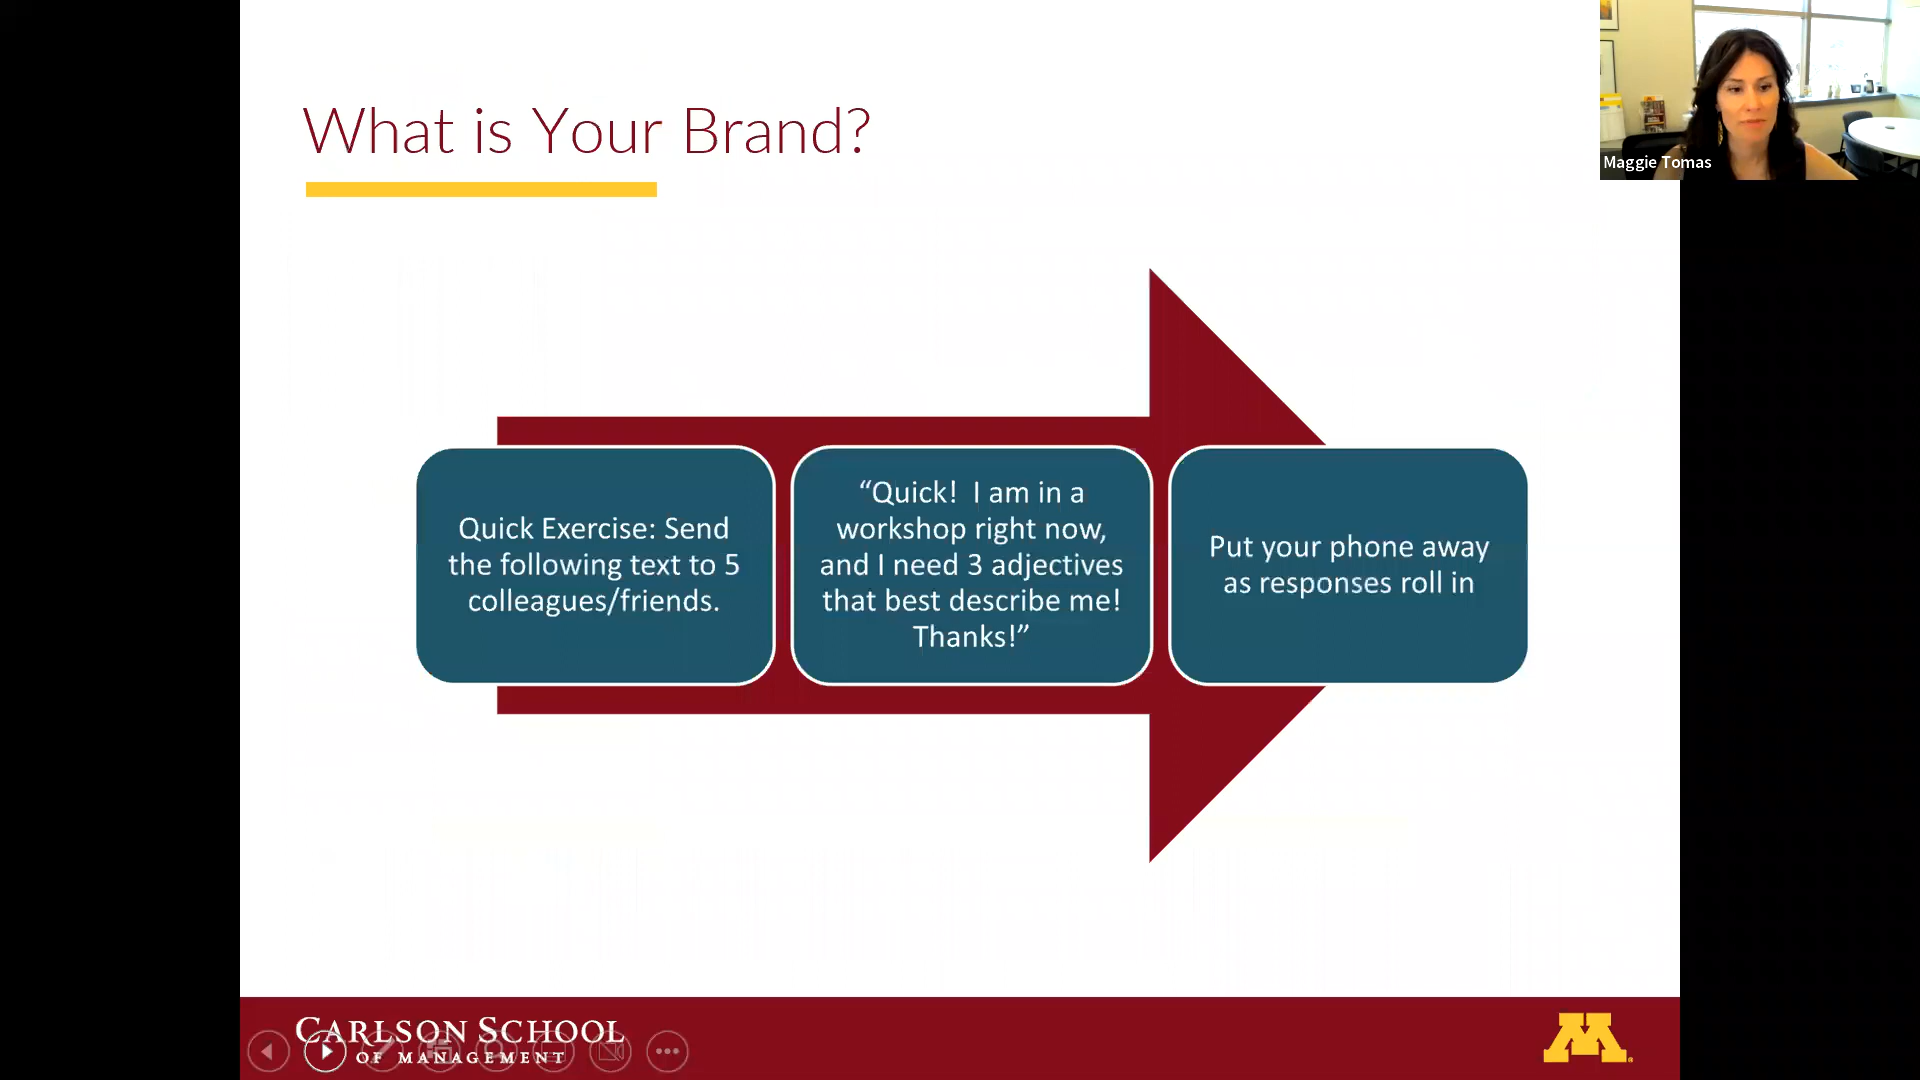 What is Your Brand?
Maggie Tomas
Quick Exercise: Send
the following text to 5
colleagues/friends.
“Quick!  I am in a
workshop right now,
and I need 3 adjectives
that best describe me!
Thanks!”
Put your phone away
as responses roll in
CARLSON SCHOOL
OF MANAGEMENT
M